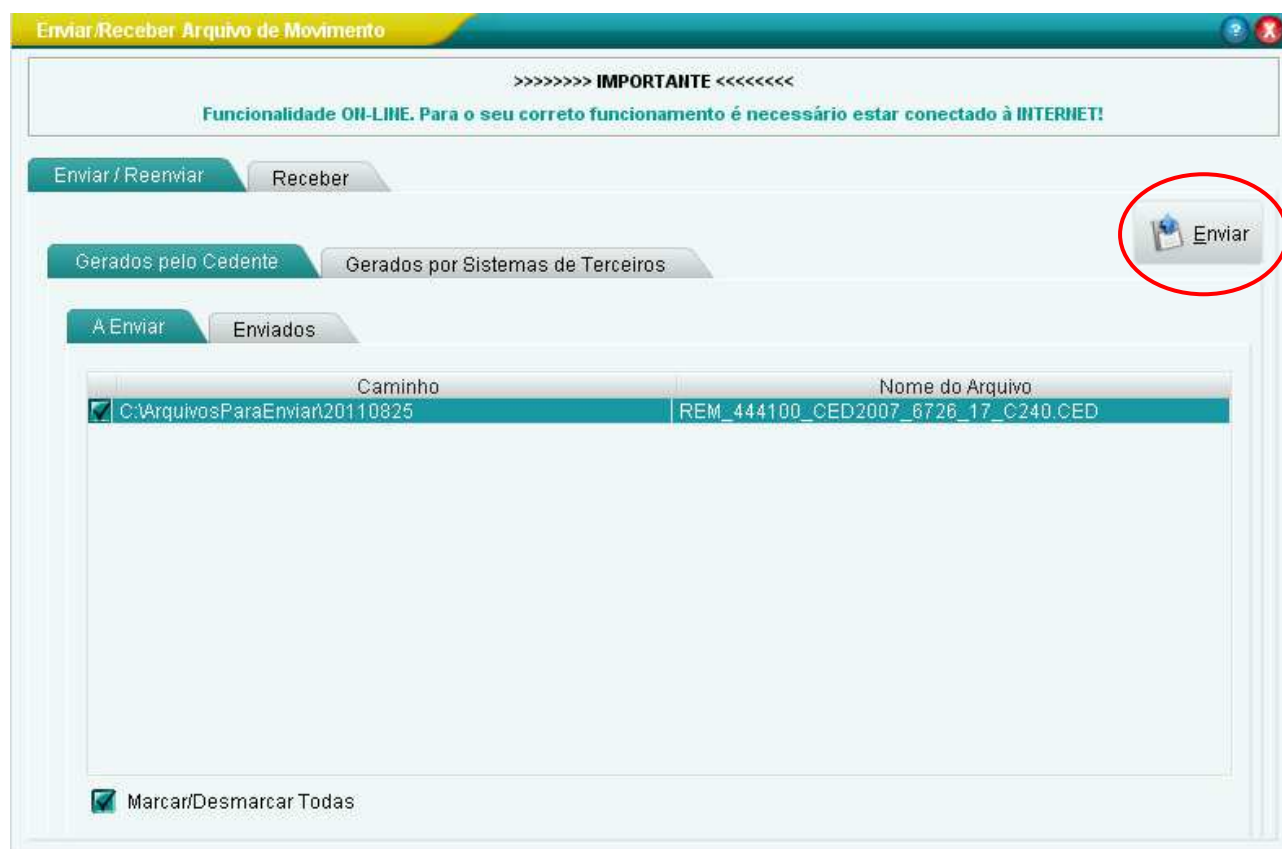 Enviar/Receber Arquivo de Movimento
>>>>>>>> IMPORTANTE <<<<<<<<
Funcionalidade ON-LINE. Para o seu correto funcionamento é necessário estar conectado à INTERNET!
Enviar / Reenviar Receber
Enviar
Gerados pelo Cedente Gerados por Sistemas de Terceiros
A Enviar Enviados
Caminho Nome do Arquivo
C:\ArquivosParaEnviar\20110825 REM_444100_CED2007_6726_17_C240.CED
Marcar/Desmarcar Todas